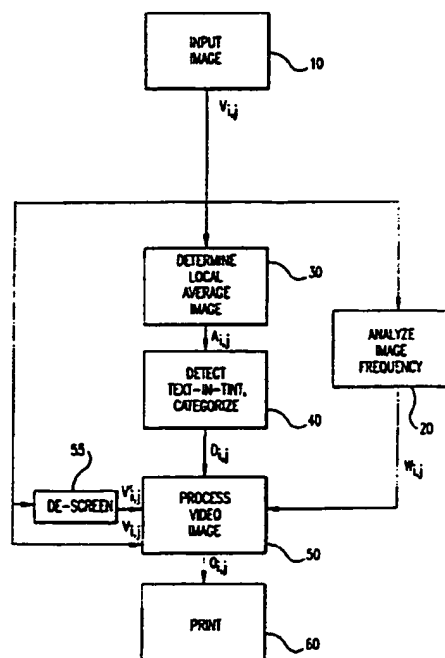 INPUT
IMAGE
10
V i,j
DETERMINE
LOCAL
AVERAGE
IMAGE
30
A i,j
ANALYZE
IMAGE
FREQUENCY
20
DETECT
TEXT-IN-TINT,
CATEGORIZE
40
D i,j
W i,j
55
DE-SCREEN
V' i,j
V i,j
PROCESS
VIDEO
IMAGE
50
O i,j
PRINT
60